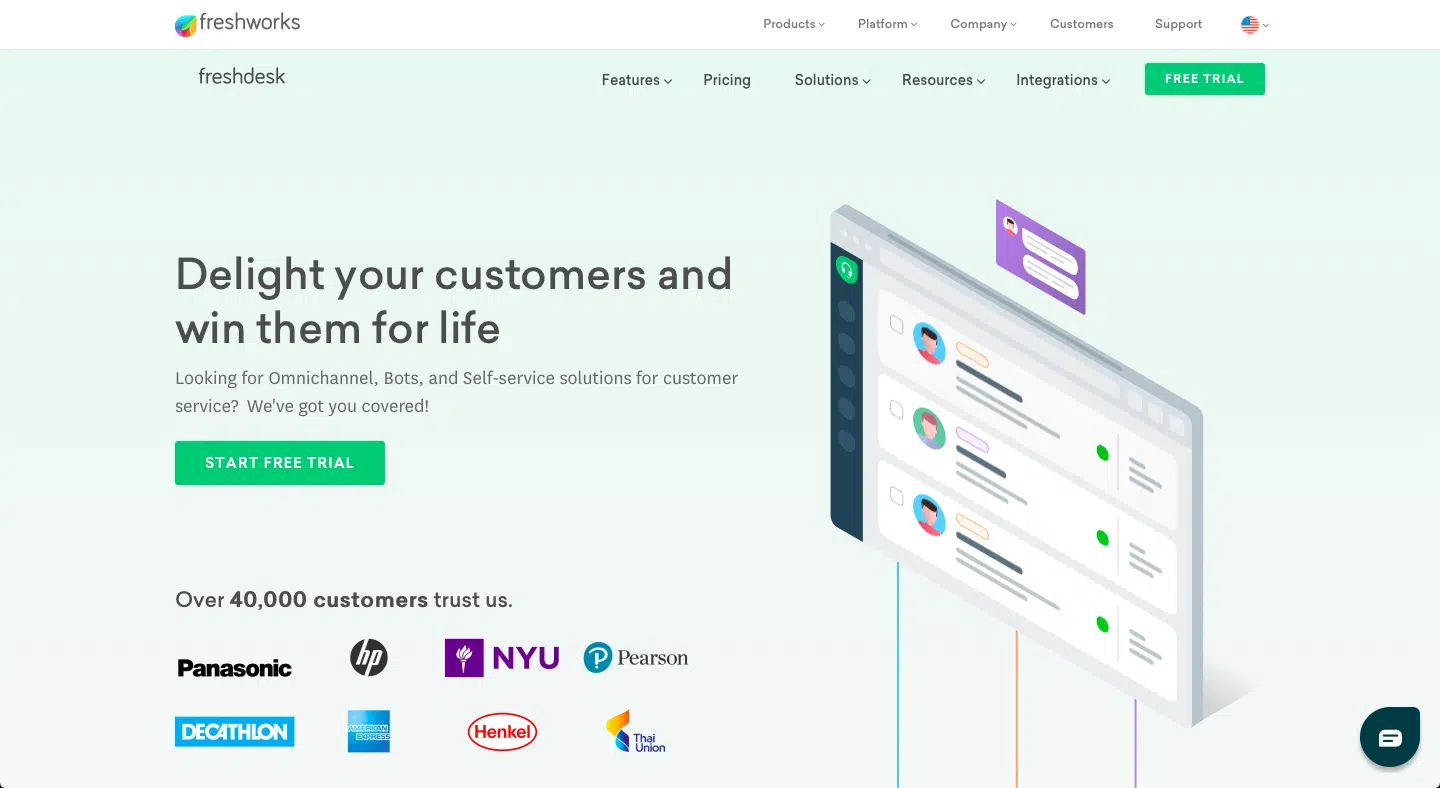 freshworks
Products Platform Company Customers Support
freshdesk
Features Pricing Solutions Resources Integrations FREE TRIAL
Delight your customers and
win them for life
Looking for Omnichannel, Bots, and Self-service solutions for customer
service? We've got you covered!
START FREE TRIAL
Over 40,000 customers trust us.
Panasonic hp NYU Pearson
DECATHLON AMERICAN EXPRESS Henkel Thai Union